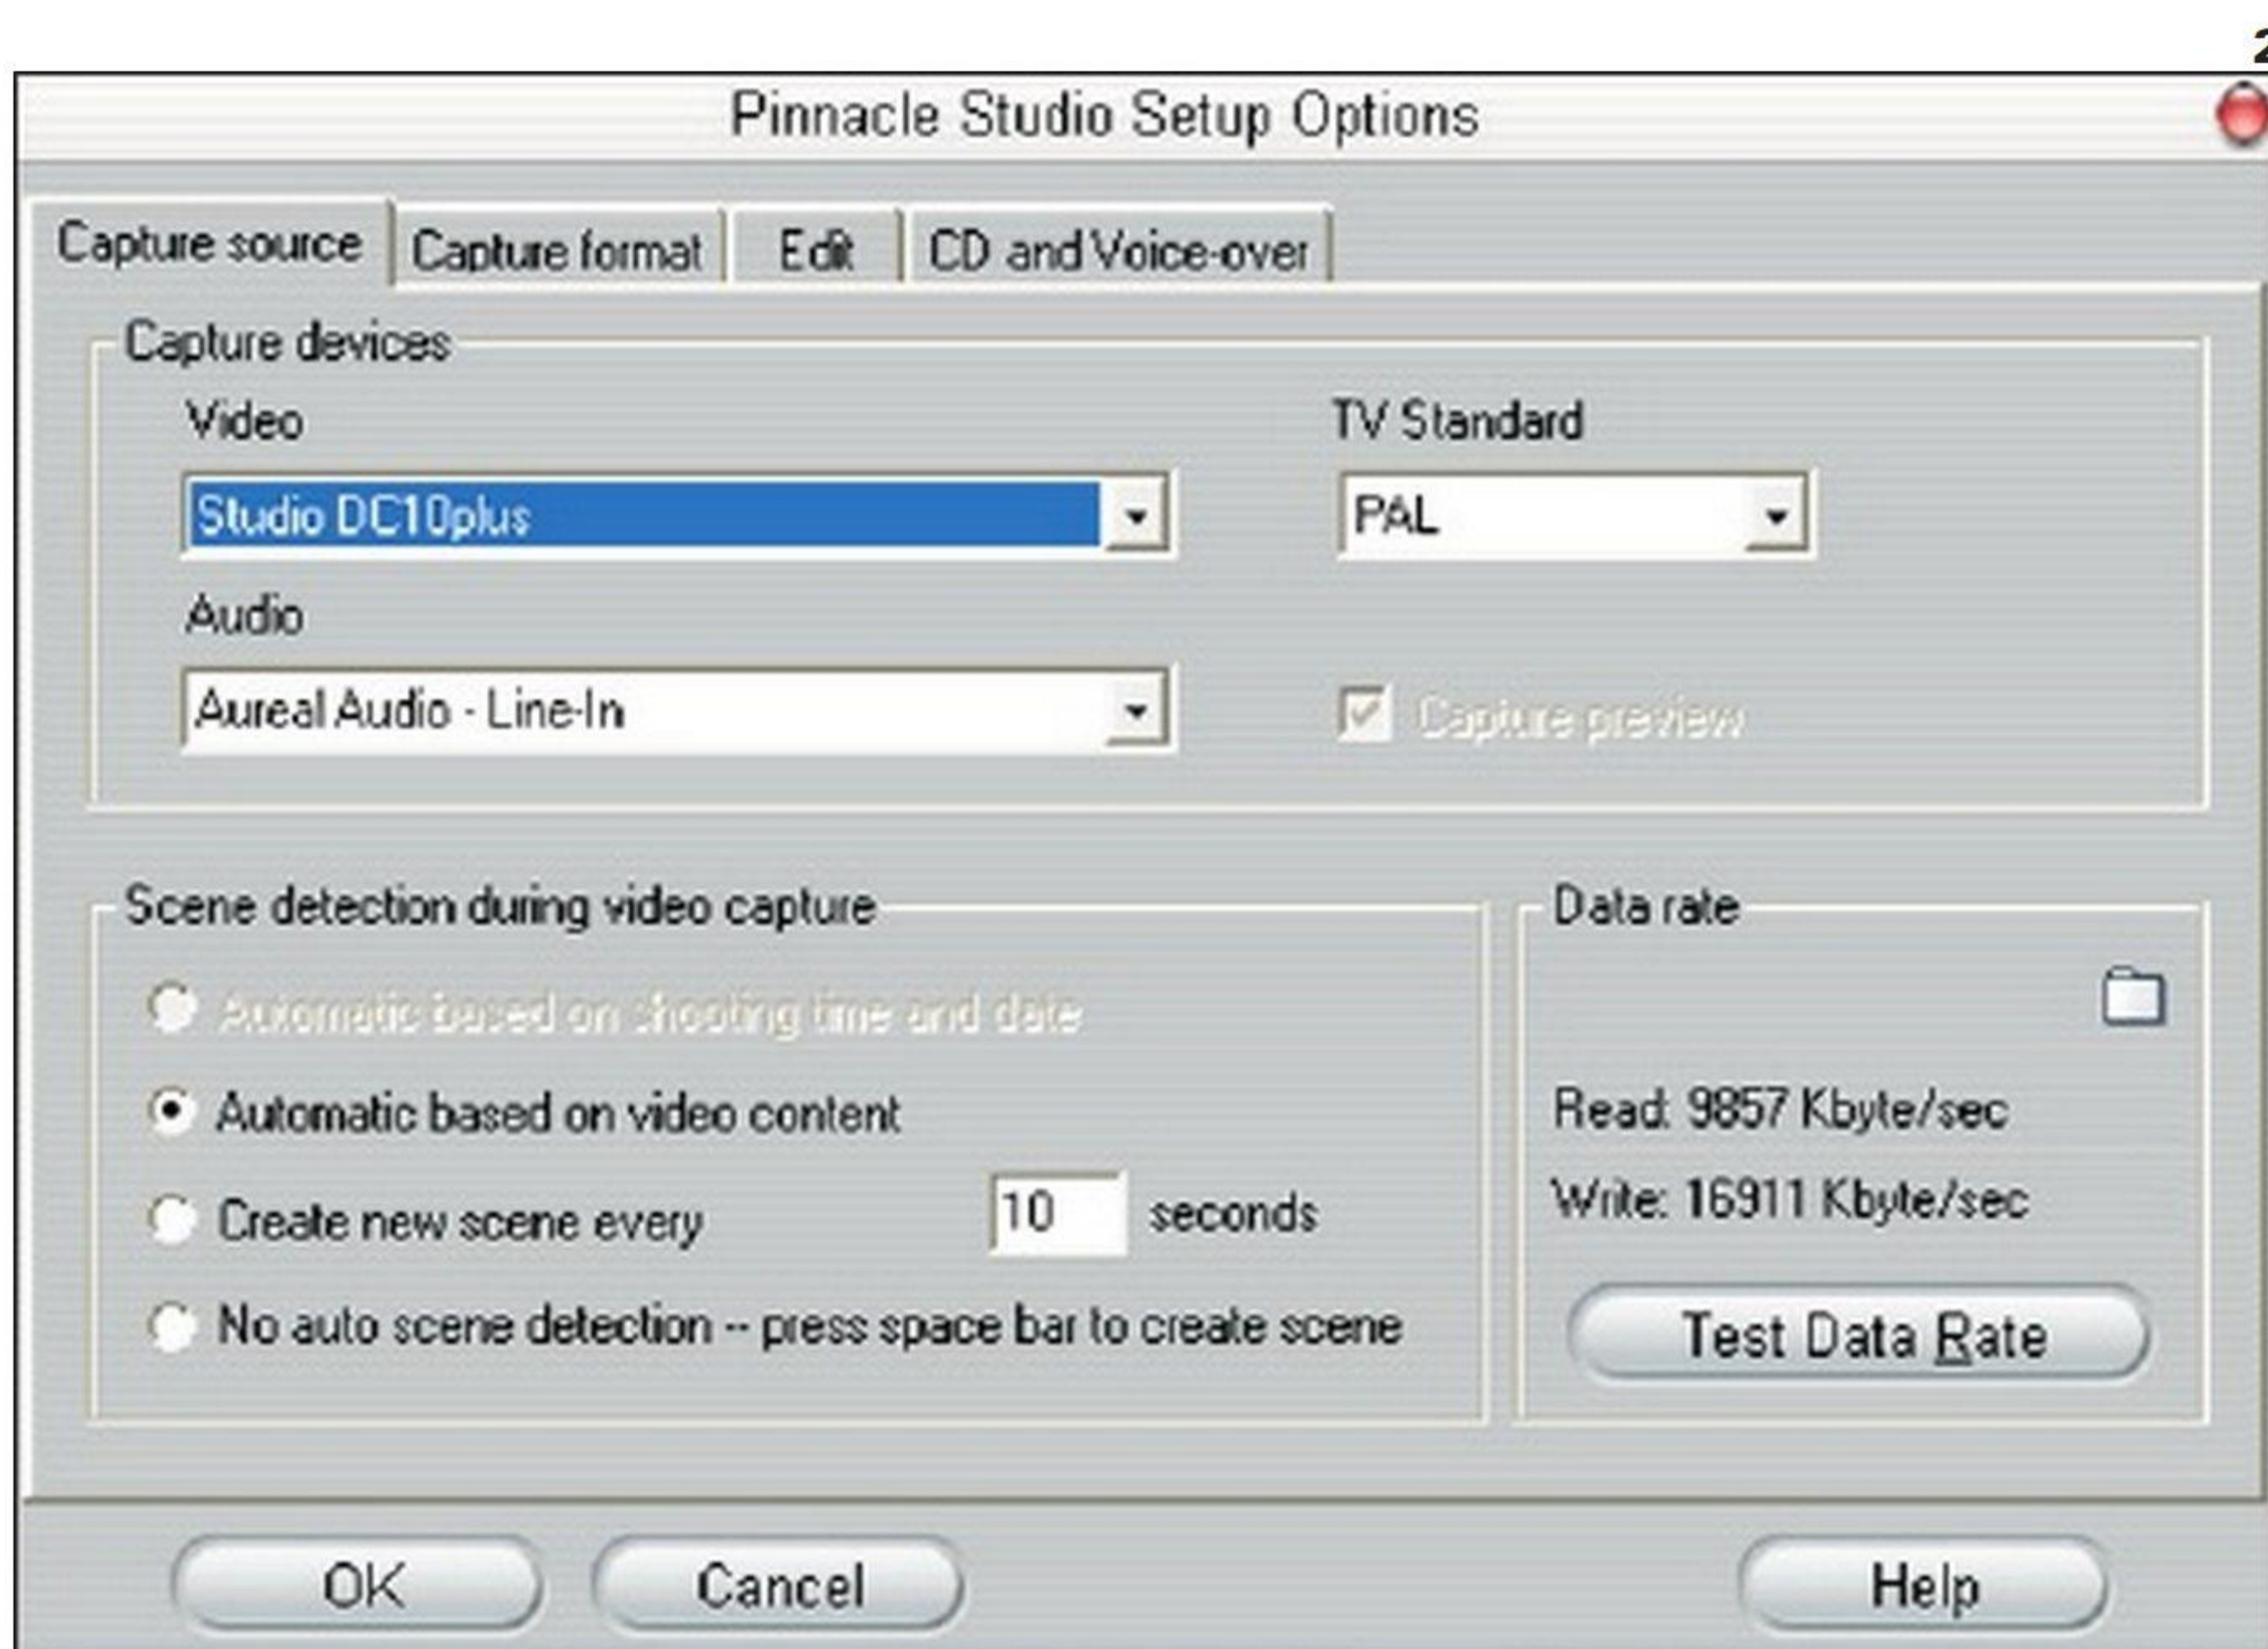 2
Pinnacle Studio Setup Options
Capture source Capture format Edit CD and Voice-over
Capture devices
Video TV Standard
Studio DC10plus PAL
Audio
Aureal Audio - Line-In Capture preview
Scene detection during video capture
Automatic based on shooting time and date
Automatic based on video content
Create new scene every 10 seconds
No auto scene detection -- press space bar to create scene
Data rate
Read: 9857 Kbyte/sec
Write: 16911 Kbyte/sec
Test Data Rate
OK Cancel Help